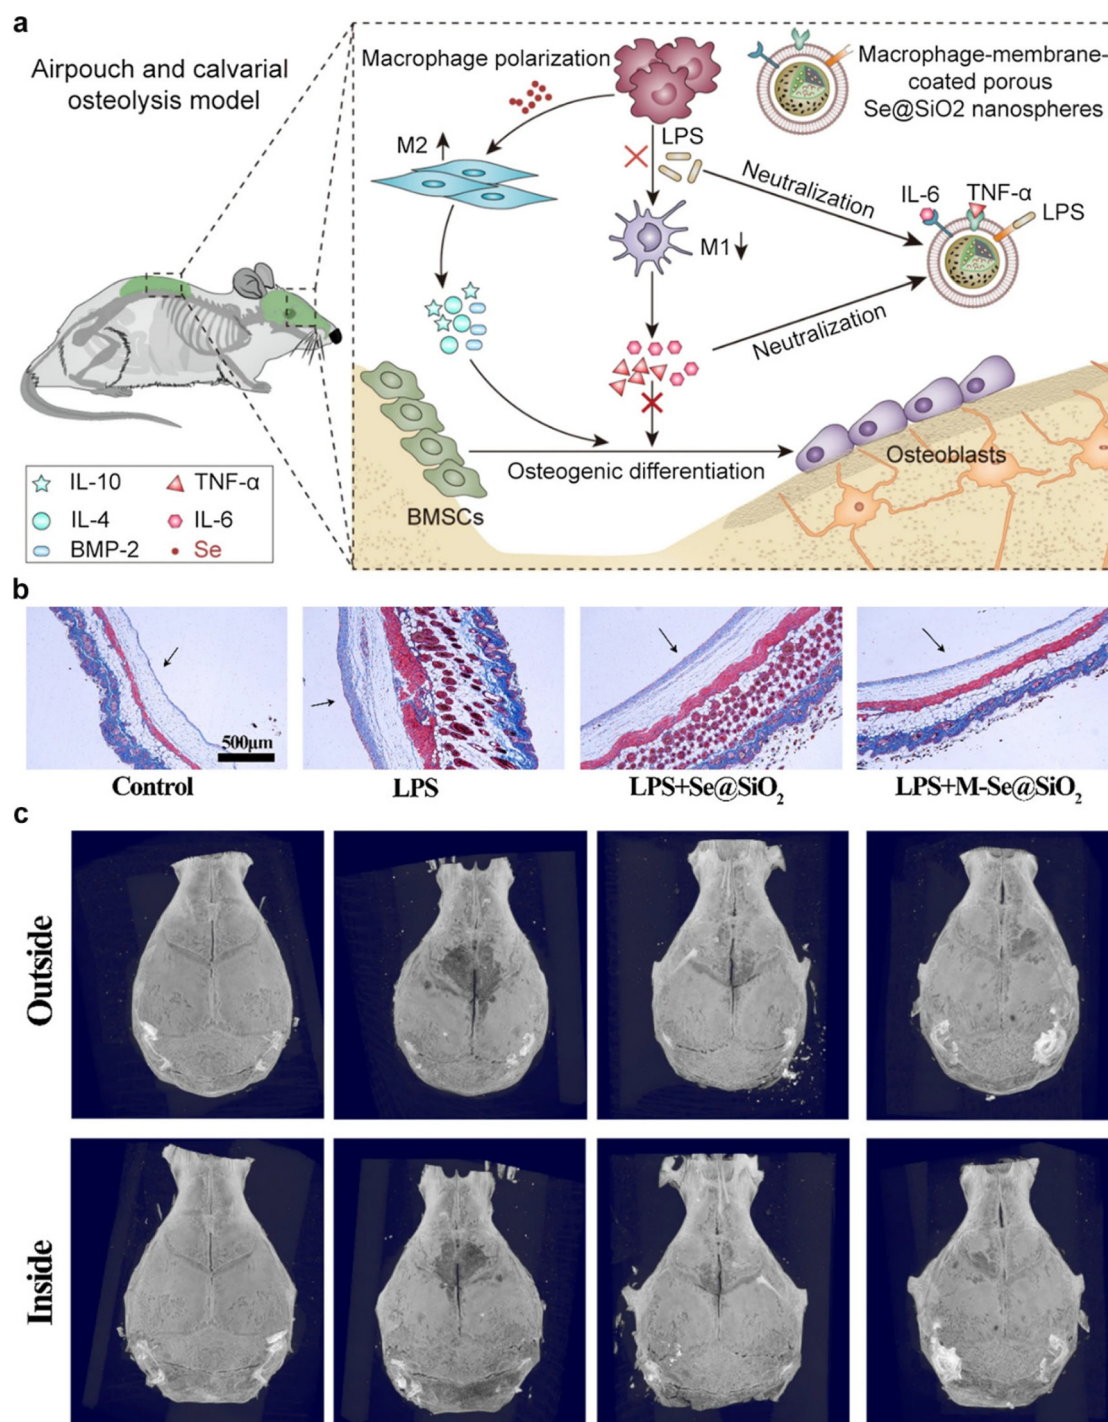 a
Airpouch and calvarial
osteolysis model
Macrophage polarization
Macrophage-membrane-
coated porous
Se@SiO2 nanospheres
M2
LPS
Neutralization
IL-6
TNF-α
LPS
M1
Neutralization
Osteogenic differentiation
Osteoblasts
BMSCs
IL-10
TNF-α
IL-4
IL-6
BMP-2
Se
b
500μm
Control
LPS
LPS+Se@SiO₂
LPS+M-Se@SiO₂
c
Outside
Inside